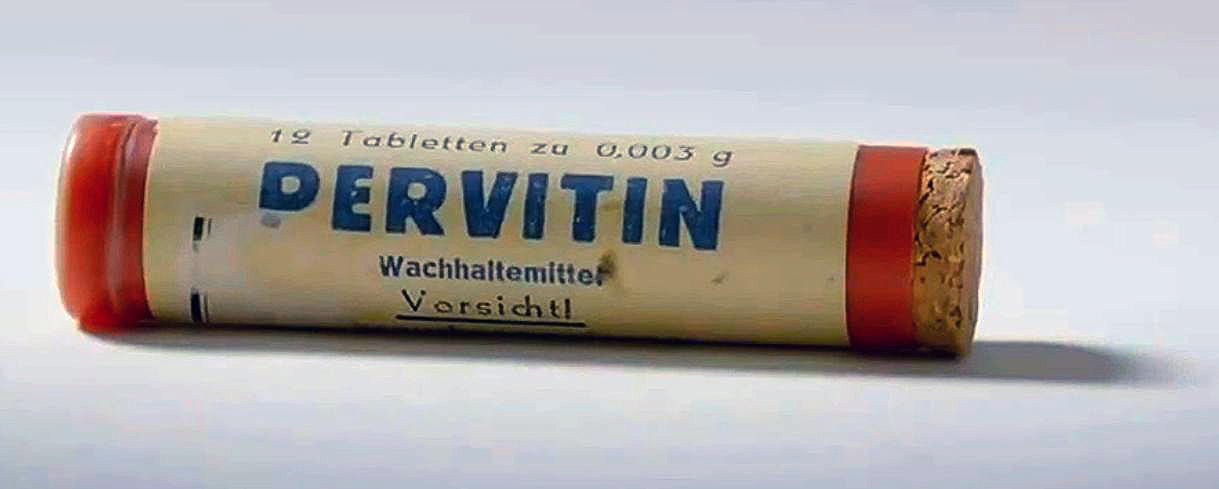 12 Tabletten zu 0,003 g
PERVITIN
Wachhaltemittel
Vorsicht!